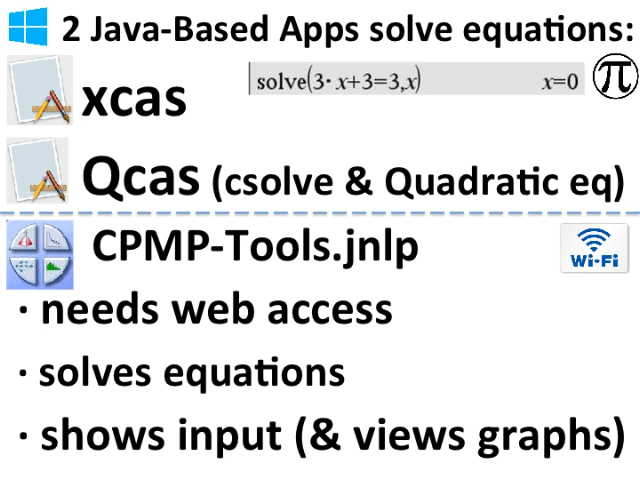 2 Java-Based Apps solve equations:
xcas
solve(3· x+3=3,x) x=0
π
Qcas (csolve & Quadratic eq)
CPMP-Tools.jnlp
Wi-Fi
· needs web access
· solves equations
· shows input (& views graphs)